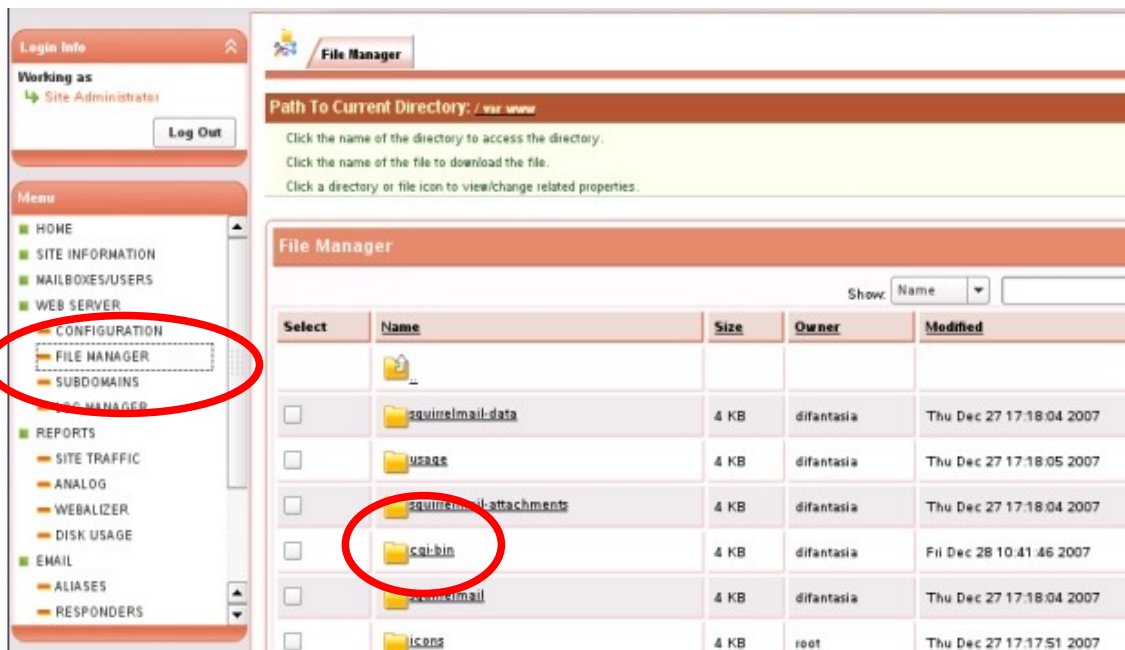 Login Info
Working as
Site Administrator
Log Out
Menu
HOME
SITE INFORMATION
MAILBOXES/USERS
WEB SERVER
CONFIGURATION
FILE MANAGER
SUBDOMAINS
LOG MANAGER
REPORTS
SITE TRAFFIC
ANALOG
WEBALIZER
DISK USAGE
EMAIL
ALIASES
RESPONDERS
File Manager
Path To Current Directory: / var www
Click the name of the directory to access the directory.
Click the name of the file to download the file.
Click a directory or file icon to view/change related properties.
File Manager
Show: Name
Select Name Size Owner Modified
..
squirrelmail-data 4 KB difantasia Thu Dec 27 17:18:04 2007
usage 4 KB difantasia Thu Dec 27 17:18:05 2007
squirrelmail-attachments 4 KB difantasia Thu Dec 27 17:18:04 2007
cgi-bin 4 KB difantasia Fri Dec 28 10:41:46 2007
squirrelmail 4 KB difantasia Thu Dec 27 17:18:04 2007
icons 4 KB root Thu Dec 27 17:17:51 2007